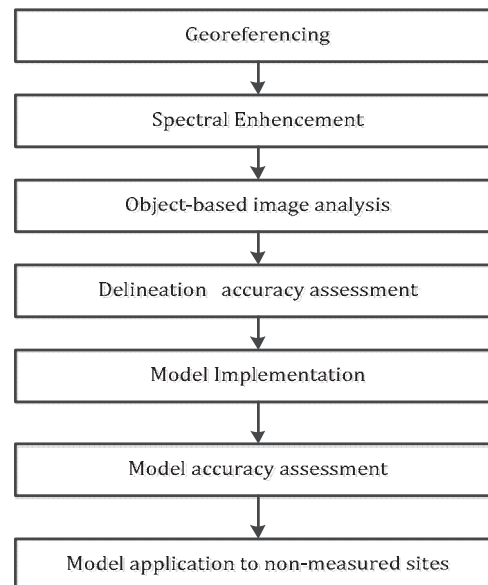 Georeferencing
Spectral Enhencement
Object-based image analysis
Delineation accuracy assessment
Model Implementation
Model accuracy assessment
Model application to non-measured sites